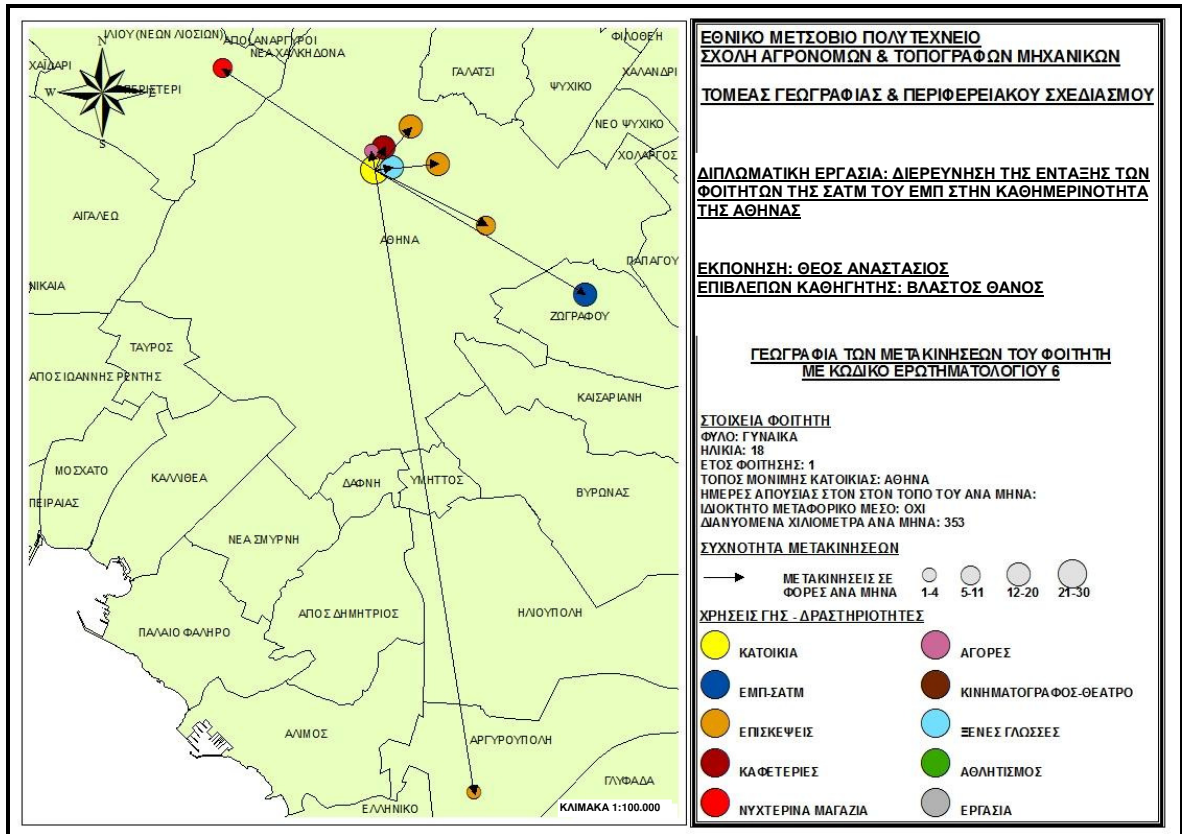 ΙΛΙΟΥ (ΝΕΩΝ ΛΙΟΣΙΩΝ)
ΑΓΙΟΙ ΑΝΑΡΓΥΡΟΙ
ΝΕΑ ΧΑΛΚΗΔΟΝΑ
ΦΙΛΟΘΕΗ
ΧΑΪΔΑΡΙ
N
W
E
S
ΠΕΡΙΣΤΕΡΙ
ΓΑΛΑΤΣΙ
ΨΥΧΙΚΟ
ΧΑΛΑΝΔΡΙ
ΝΕΟ ΨΥΧΙΚΟ
ΧΟΛΑΡΓΟΣ
ΑΙΓΑΛΕΩ
ΑΘΗΝΑ
ΠΑΠΑΓΟΥ
ΝΙΚΑΙΑ
ΖΩΓΡΑΦΟΥ
ΤΑΥΡΟΣ
ΑΓΙΟΣ ΙΩΑΝΝΗΣ ΡΕΝΤΗΣ
ΚΑΙΣΑΡΙΑΝΗ
ΜΟΣΧΑΤΟ
ΚΑΛΛΙΘΕΑ
ΔΑΦΝΗ
ΥΜΗΤΤΟΣ
ΒΥΡΩΝΑΣ
ΠΕΙΡΑΙΑΣ
ΝΕΑ ΣΜΥΡΝΗ
ΑΓΙΟΣ ΔΗΜΗΤΡΙΟΣ
ΗΛΙΟΥΠΟΛΗ
ΠΑΛΑΙΟ ΦΑΛΗΡΟ
ΑΛΙΜΟΣ
ΑΡΓΥΡΟΥΠΟΛΗ
ΓΛΥΦΑΔΑ
ΕΛΛΗΝΙΚΟ
ΚΛΙΜΑΚΑ 1:100.000
ΕΘΝΙΚΟ ΜΕΤΣΟΒΙΟ ΠΟΛΥΤΕΧΝΕΙΟ
ΣΧΟΛΗ ΑΓΡΟΝΟΜΩΝ & ΤΟΠΟΓΡΑΦΩΝ ΜΗΧΑΝΙΚΩΝ
ΤΟΜΕΑΣ ΓΕΩΓΡΑΦΙΑΣ & ΠΕΡΙΦΕΡΕΙΑΚΟΥ ΣΧΕΔΙΑΣΜΟΥ
ΔΙΠΛΩΜΑΤΙΚΗ ΕΡΓΑΣΙΑ: ΔΙΕΡΕΥΝΗΣΗ ΤΗΣ ΕΝΤΑΞΗΣ ΤΩΝ
ΦΟΙΤΗΤΩΝ ΤΗΣ ΣΑΤΜ ΤΟΥ ΕΜΠ ΣΤΗΝ ΚΑΘΗΜΕΡΙΝΟΤΗΤΑ
ΤΗΣ ΑΘΗΝΑΣ
ΕΚΠΟΝΗΣΗ: ΘΕΟΣ ΑΝΑΣΤΑΣΙΟΣ
ΕΠΙΒΛΕΠΩΝ ΚΑΘΗΓΗΤΗΣ: ΒΛΑΣΤΟΣ ΘΑΝΟΣ
ΓΕΩΓΡΑΦΙΑ ΤΩΝ ΜΕΤΑΚΙΝΗΣΕΩΝ ΤΟΥ ΦΟΙΤΗΤΗ
ΜΕ ΚΩΔΙΚΟ ΕΡΩΤΗΜΑΤΟΛΟΓΙΟΥ 6
ΣΤΟΙΧΕΙΑ ΦΟΙΤΗΤΗ
ΦΥΛΟ: ΓΥΝΑΙΚΑ
ΗΛΙΚΙΑ: 18
ΕΤΟΣ ΦΟΙΤΗΣΗΣ: 1
ΤΟΠΟΣ ΜΟΝΙΜΗΣ ΚΑΤΟΙΚΙΑΣ: ΑΘΗΝΑ
ΗΜΕΡΕΣ ΑΠΟΥΣΙΑΣ ΣΤΟΝ ΣΤΟΝ ΤΟΠΟ ΤΟΥ ΑΝΑ ΜΗΝΑ:
ΙΔΙΟΚΤΗΤΟ ΜΕΤΑΦΟΡΙΚΟ ΜΕΣΟ: ΟΧΙ
ΔΙΑΝΥΟΜΕΝΑ ΧΙΛΙΟΜΕΤΡΑ ΑΝΑ ΜΗΝΑ: 353
ΣΥΧΝΟΤΗΤΑ ΜΕΤΑΚΙΝΗΣΕΩΝ
ΜΕΤΑΚΙΝΗΣΕΙΣ ΣΕ
ΦΟΡΕΣ ΑΝΑ ΜΗΝΑ 1-4 5-11 12-20 21-30
ΧΡΗΣΕΙΣ ΓΗΣ - ΔΡΑΣΤΗΡΙΟΤΗΤΕΣ
ΚΑΤΟΙΚΙΑ ΑΓΟΡΕΣ
ΕΜΠ-ΣΑΤΜ ΚΙΝΗΜΑΤΟΓΡΑΦΟΣ-ΘΕΑΤΡΟ
ΕΠΙΣΚΕΨΕΙΣ ΞΕΝΕΣ ΓΛΩΣΣΕΣ
ΚΑΦΕΤΕΡΙΕΣ ΑΘΛΗΤΙΣΜΟΣ
ΝΥΧΤΕΡΙΝΑ ΜΑΓΑΖΙΑ ΕΡΓΑΣΙΑ